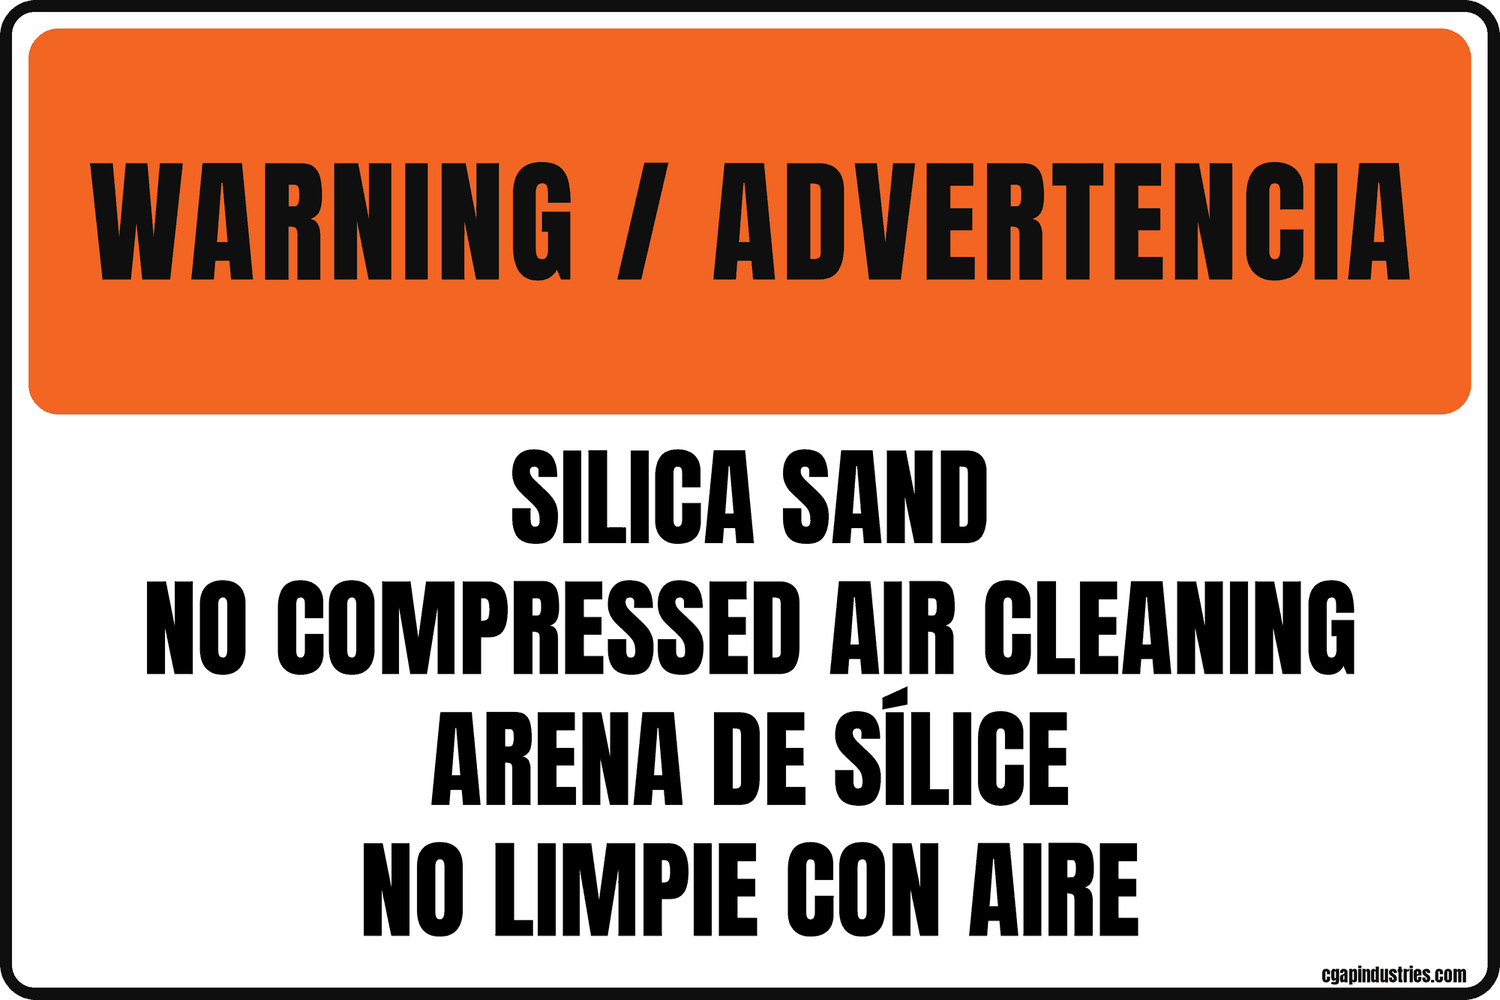 WARNING / ADVERTENCIA
SILICA SAND
NO COMPRESSED AIR CLEANING
ARENA DE SÍLICE
NO LIMPIE CON AIRE
cgapindustries.com